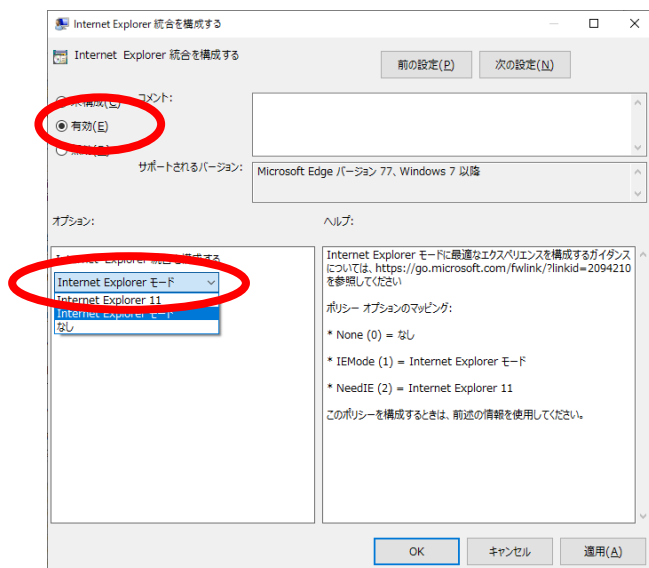 Internet Explorer 統合を構成する
Internet Explorer 統合を構成する
前の設定(P)
次の設定(N)
コメント:
有効(E)
サポートされるバージョン:
Microsoft Edge バージョン 77、Windows 7 以降
オプション:
ヘルプ:
Internet Explorer 統合を構成する
Internet Explorer モード
Internet Explorer 11
Internet Explorer モード
なし
Internet Explorer モードに最適なエクスペリエンスを構成するガイダンス
については、https://go.microsoft.com/fwlink/?linkid=2094210
を参照してください
ポリシー オプションのマッピング:
* None (0) = なし
* IEMode (1) = Internet Explorer モード
* NeedIE (2) = Internet Explorer 11
このポリシーを構成するときは、前述の情報を使用してください。
OK
キャンセル
適用(A)